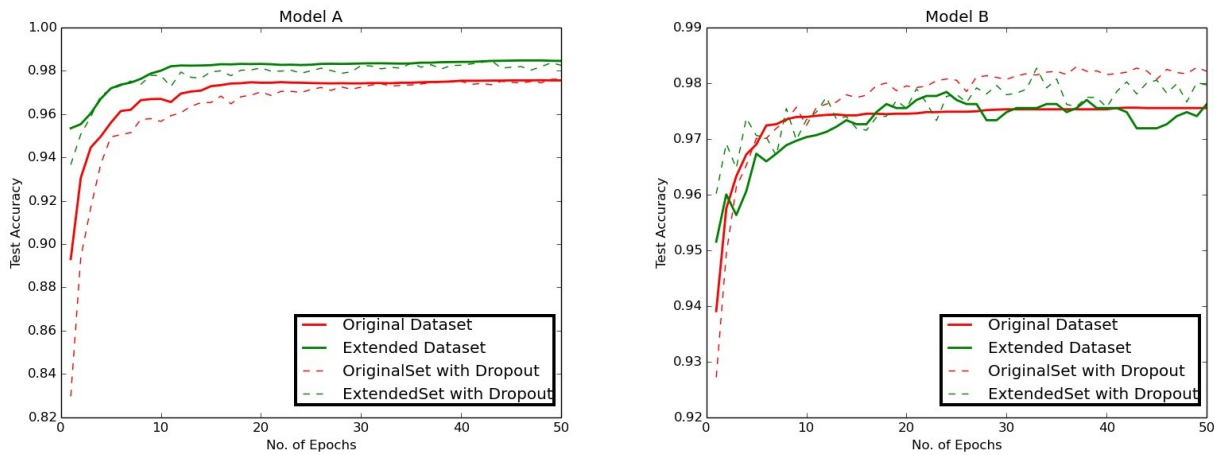 Model A
1.00
0.98
0.96
0.94
0.92
0.90
0.88
0.86
0.84
0.82
Test Accuracy
0
10
20
30
40
50
No. of Epochs
Original Dataset
Extended Dataset
OriginalSet with Dropout
ExtendedSet with Dropout
Model B
0.99
0.98
0.97
0.96
0.95
0.94
0.93
0.92
Test Accuracy
0
10
20
30
40
50
No. of Epochs
Original Dataset
Extended Dataset
OriginalSet with Dropout
ExtendedSet with Dropout